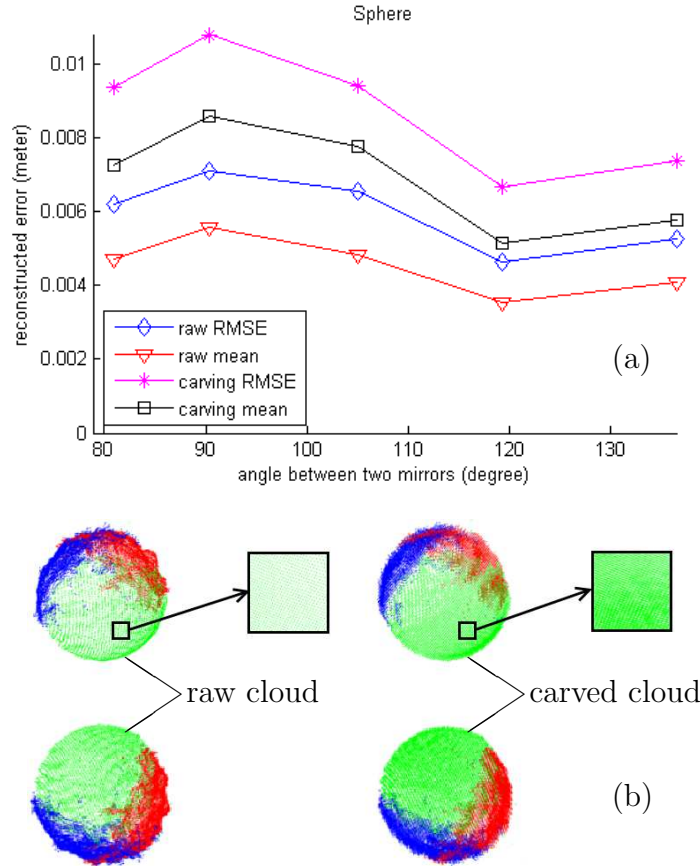 Sphere
reconstructed error (meter)
0.01
0.008
0.006
0.004
0.002
0
raw RMSE
raw mean
carving RMSE
carving mean
(a)
80 90 100 110 120 130
angle between two mirrors (degree)
raw cloud carved cloud
(b)